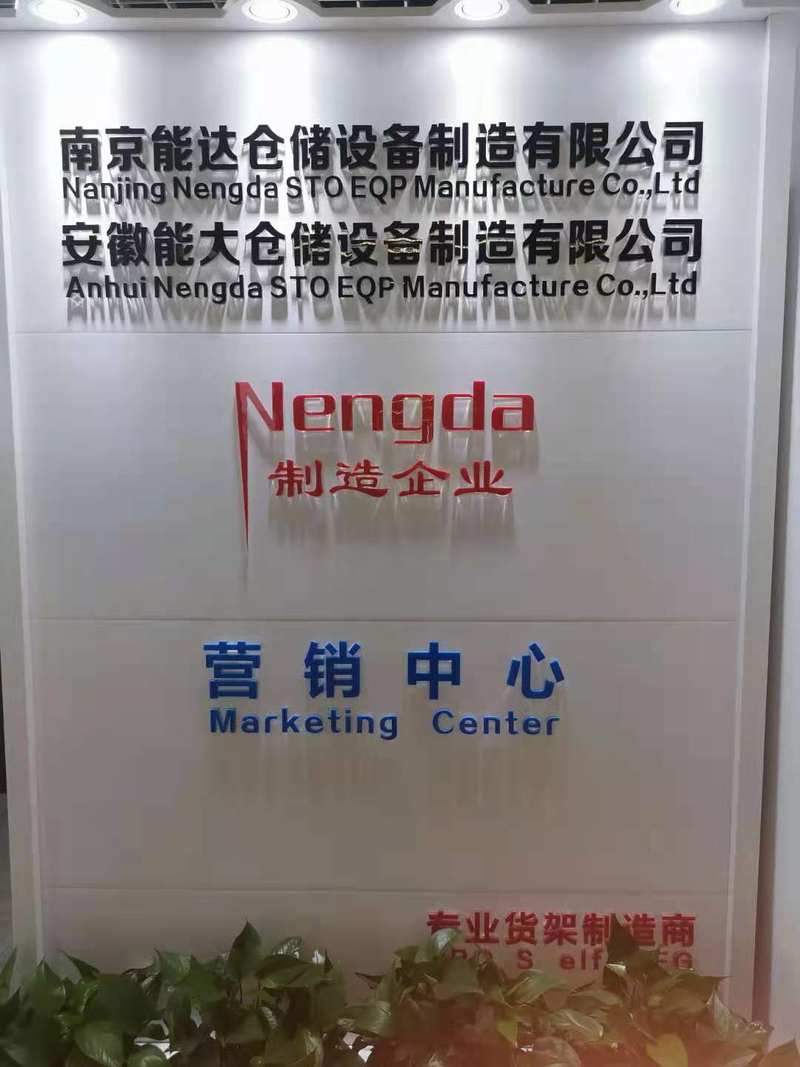 南京能达仓储设备制造有限公司
Nanjing Nengda STO EQP Manufacture Co.,Ltd
安徽能大仓储设备制造有限公司
Anhui Nengda STO EQP Manufacture Co.,Ltd
Nengda
制造企业
营销中心
Marketing Center
专业货架制造商